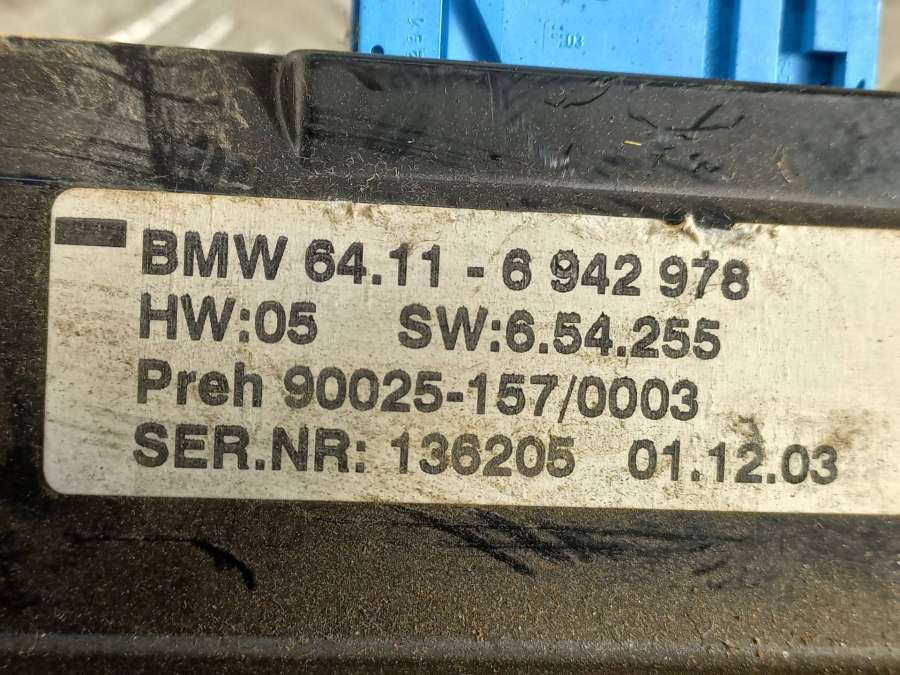 03
BMW 64.11 - 6 942 978
HW:05 SW:6.54.255
Preh 90025-157/0003
SER.NR: 136205 01.12.03